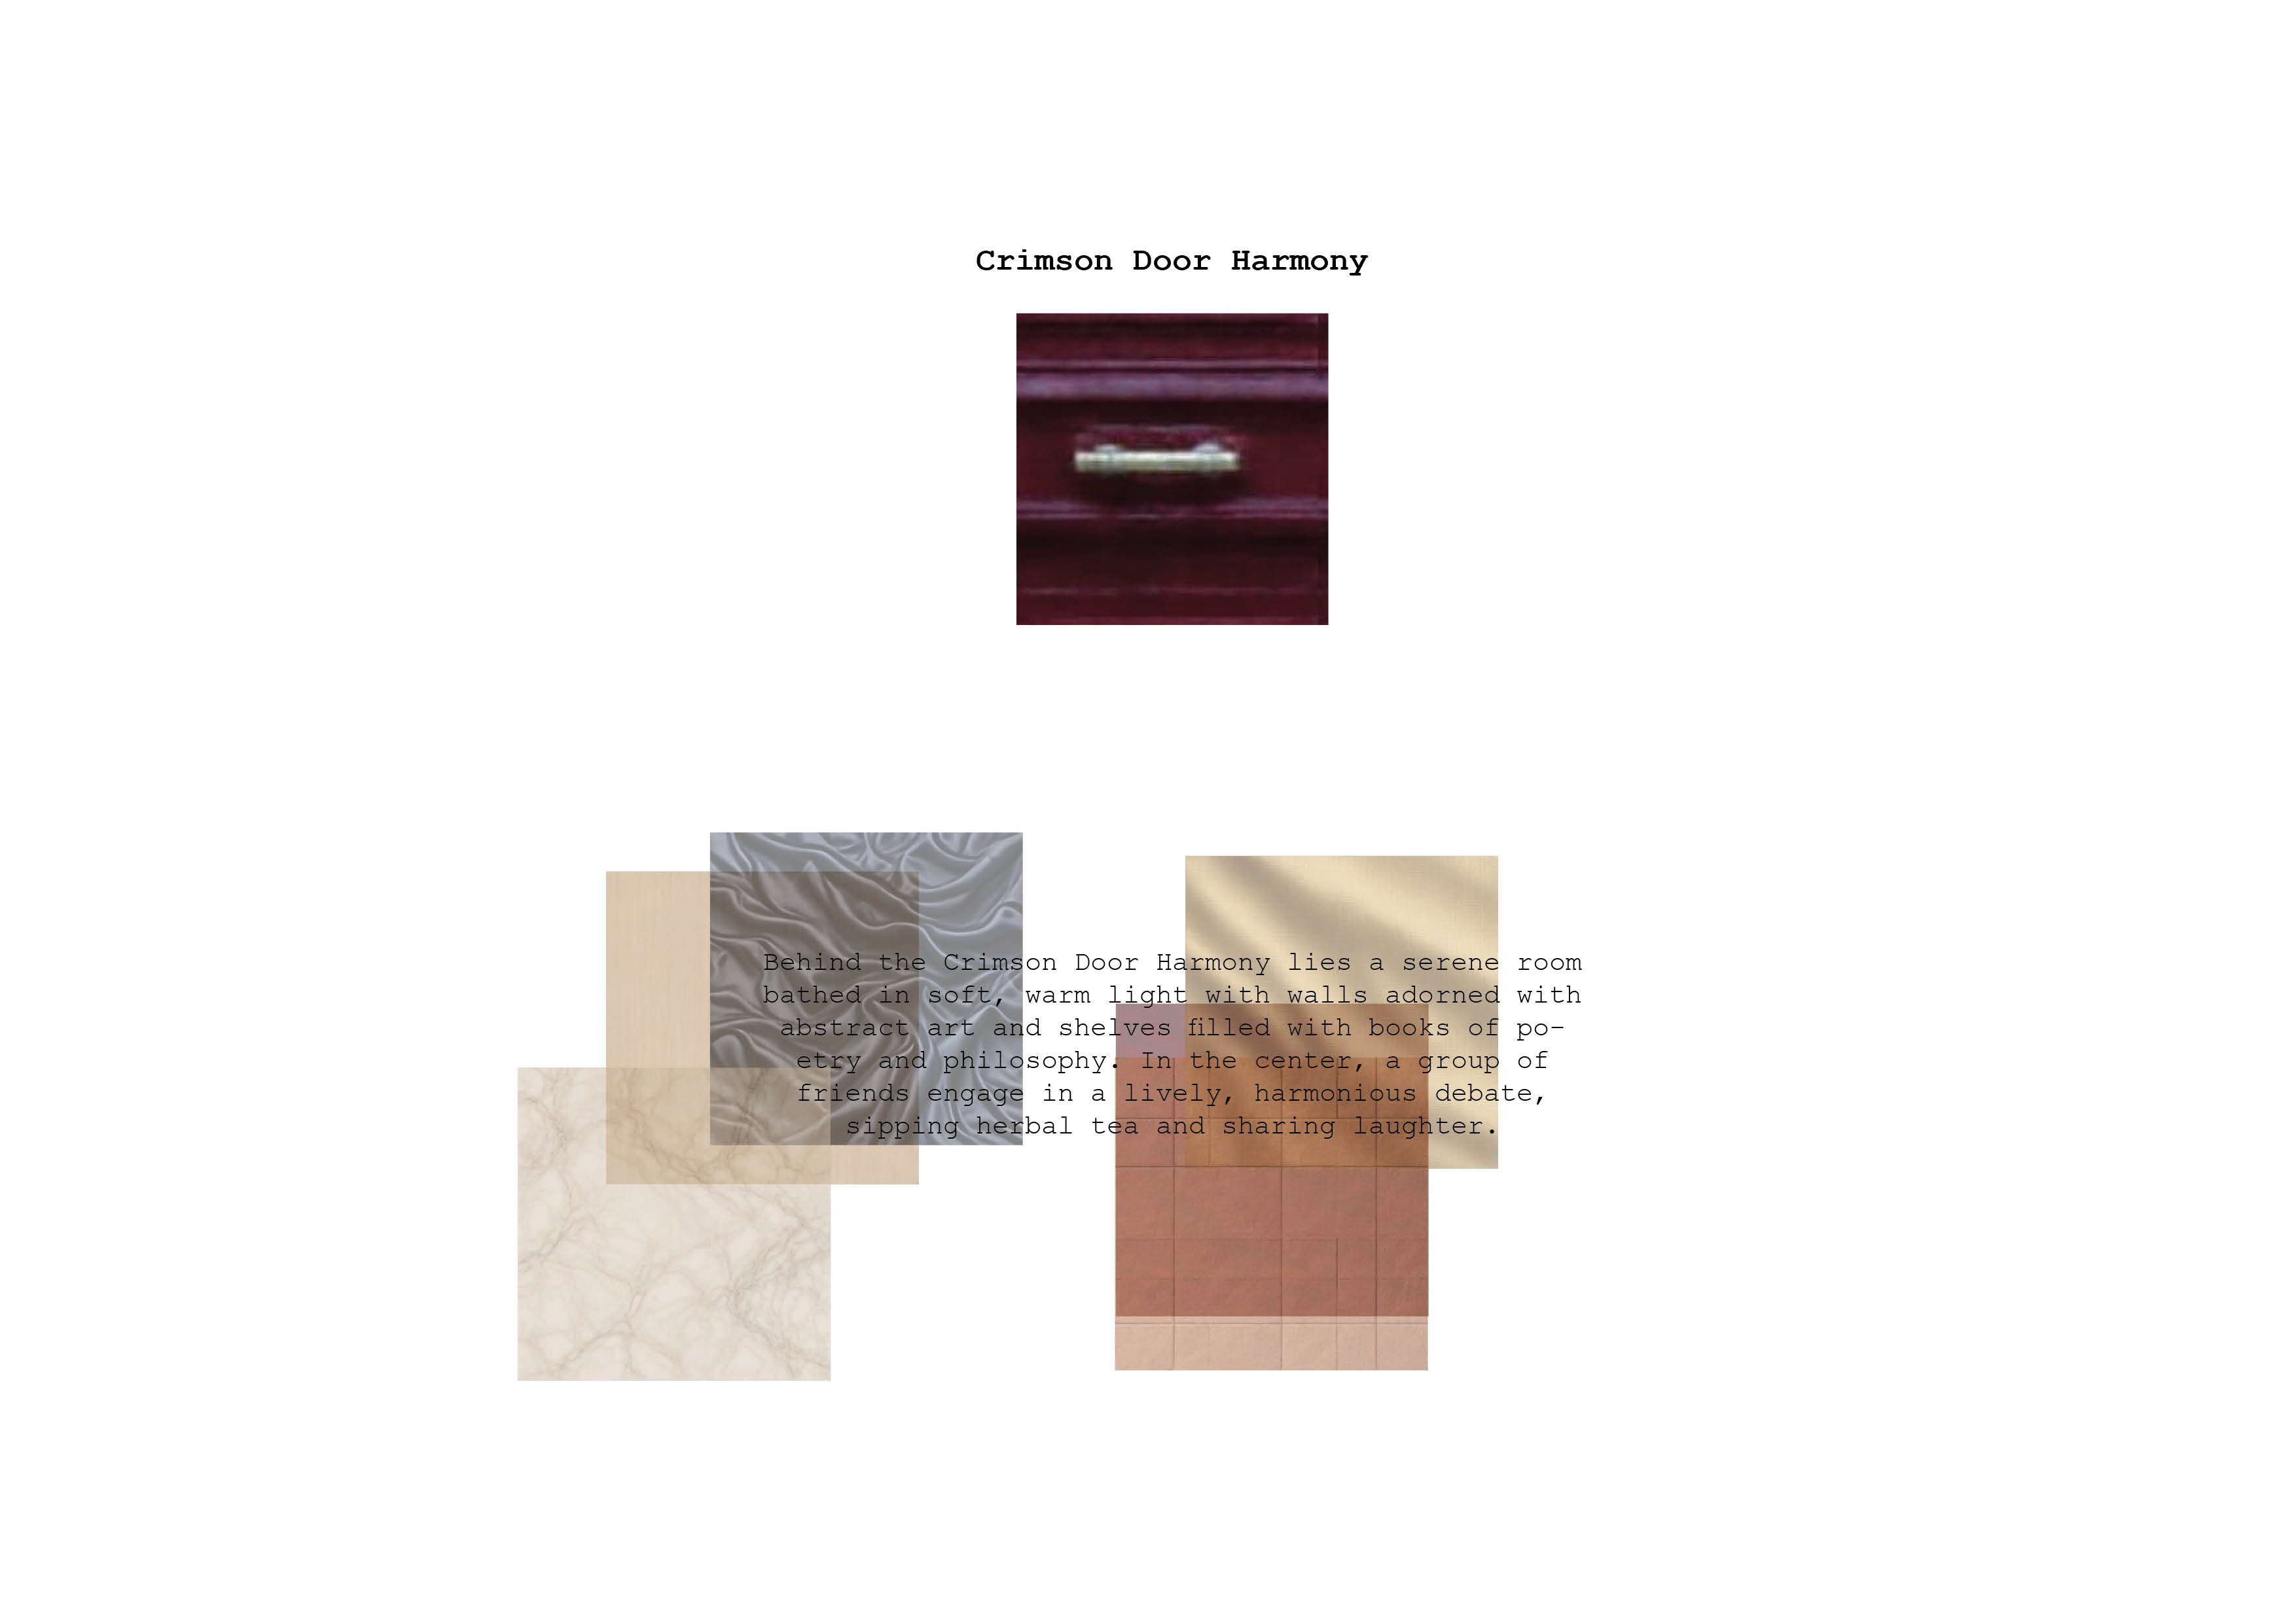 Crimson Door Harmony
Behind the Crimson Door Harmony lies a serene room
bathed in soft, warm light with walls adorned with
abstract art and shelves filled with books of po-
etry and philosophy. In the center, a group of
friends engage in a lively, harmonious debate,
sipping herbal tea and sharing laughter.